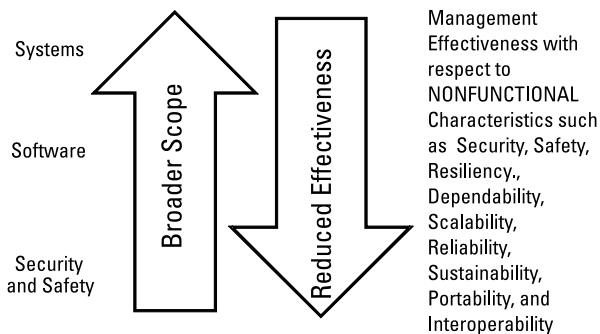 Systems
Software
Security
and Safety
Broader Scope
Reduced Effectiveness
Management
Effectiveness with
respect to
NONFUNCTIONAL
Characteristics such
as Security, Safety,
Resiliency.,
Dependability,
Scalability,
Reliability,
Sustainability,
Portability, and
Interoperability